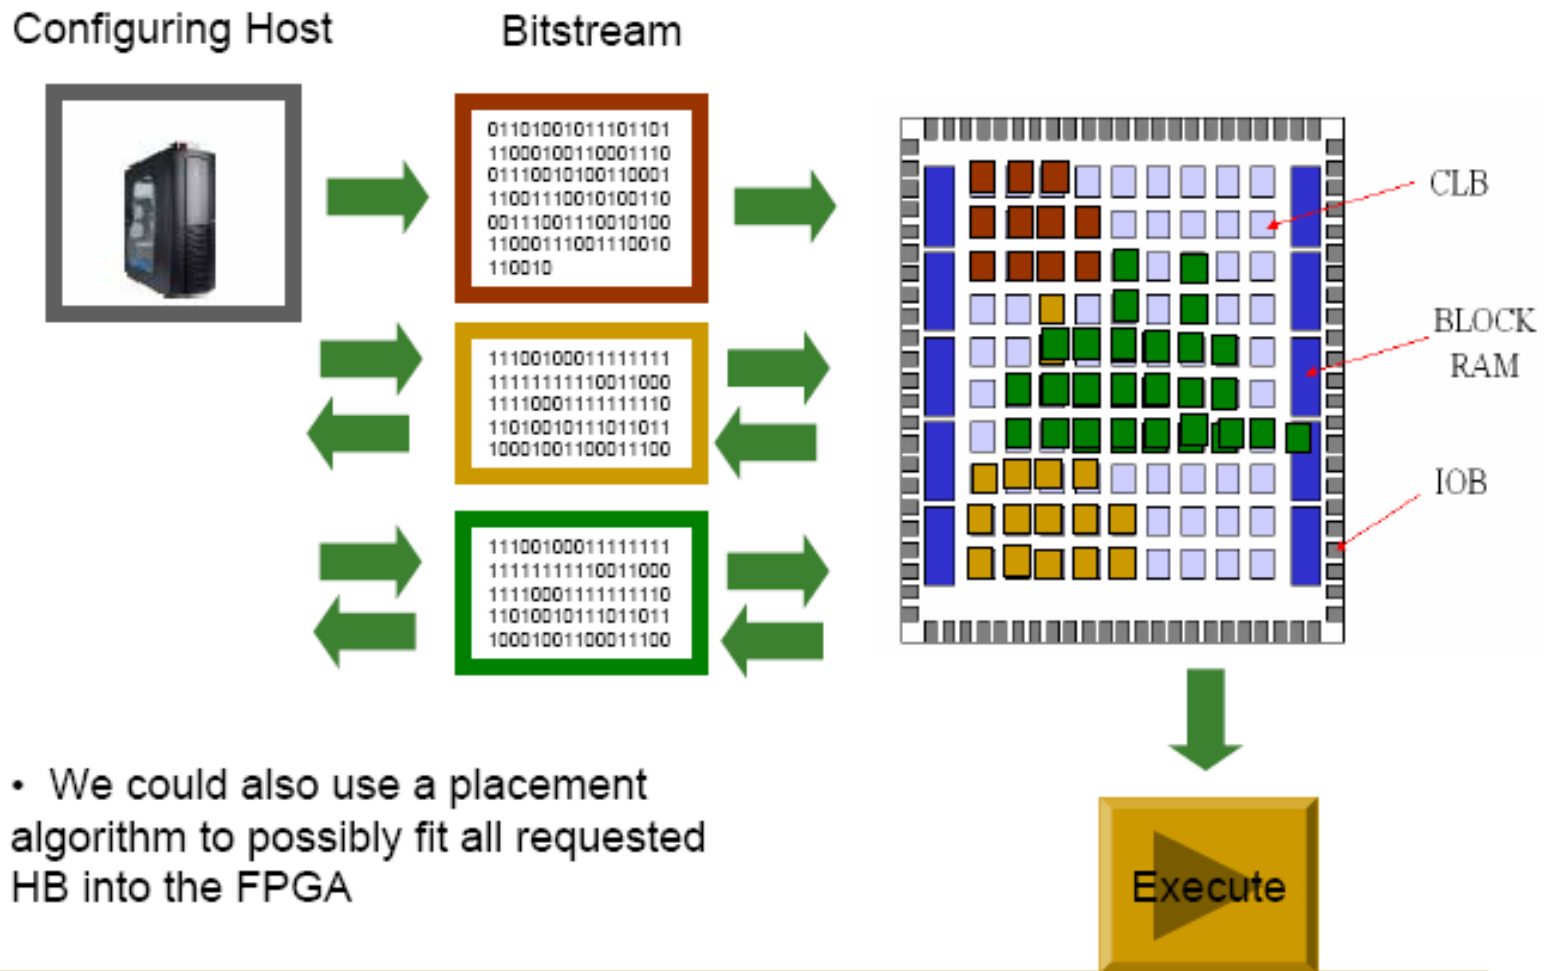 Configuring Host
Bitstream
01101001011101101
11000100110001110
01110010100110001
11001110010100110
00111001110010100
11000111001110010
110010
11100100011111111
11111111110011000
11110001111111110
11010010111011011
10001001100011100
11100100011111111
11111111110011000
11110001111111110
11010010111011011
10001001100011100
CLB
BLOCK
RAM
IOB
• We could also use a placement
algorithm to possibly fit all requested
HB into the FPGA
Execute